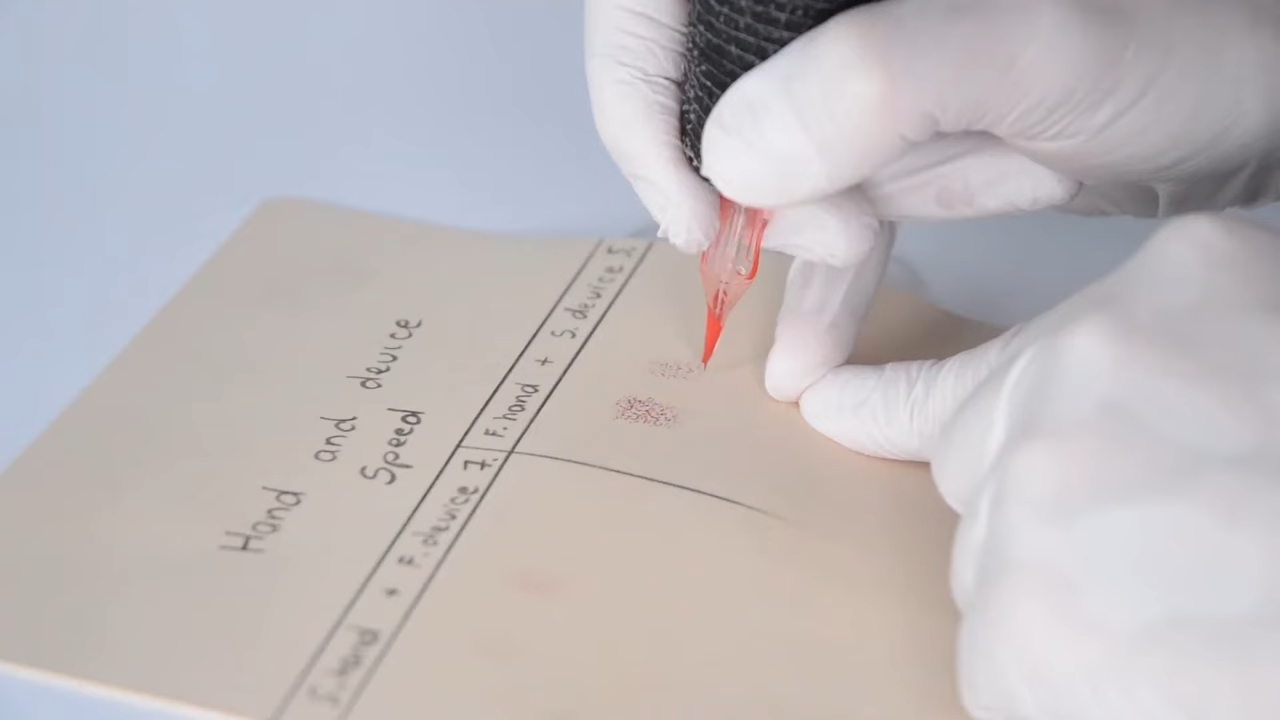 Hand and device
Speed
S. hand + F. device 7.
F. hand + S. device 5.